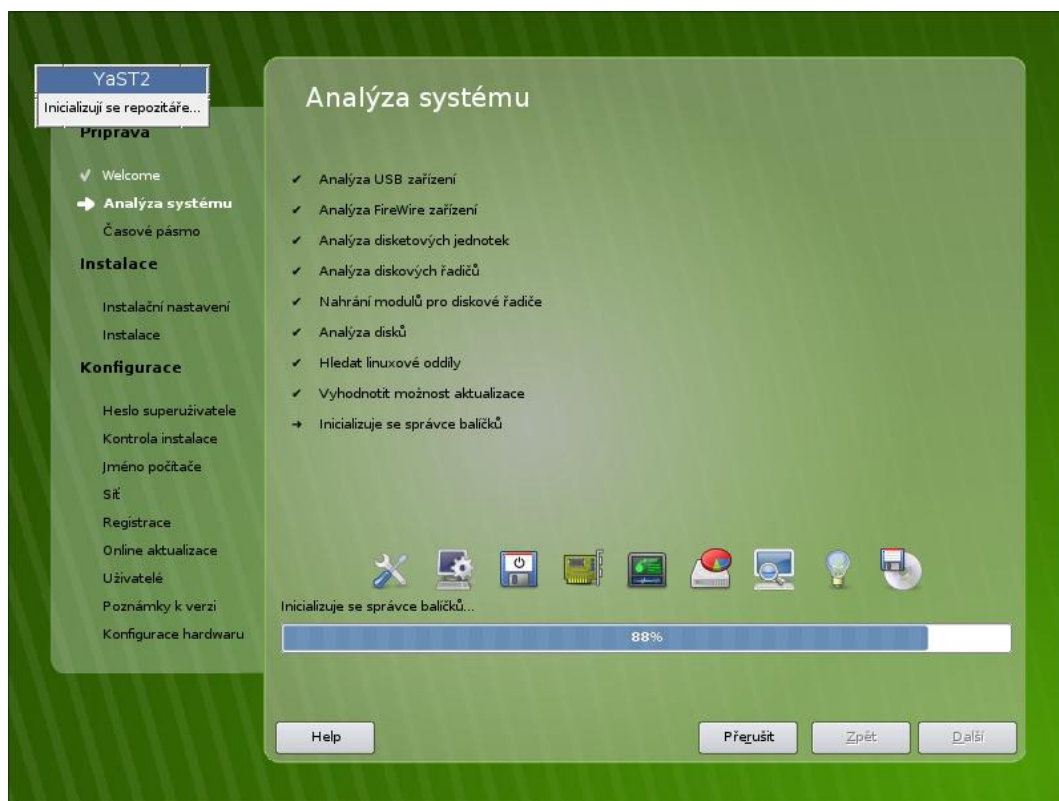 YaST2
Inicializují se repozitáře...
Příprava
Welcome
Analýza systému
Časové pásmo
Instalace
Instalační nastavení
Instalace
Konfigurace
Heslo superuživatele
Kontrola instalace
Jméno počítače
Síť
Registrace
Online aktualizace
Uživatelé
Poznámky k verzi
Konfigurace hardwaru
Analýza systému
Analýza USB zařízení
Analýza FireWire zařízení
Analýza disketových jednotek
Analýza diskových řadičů
Nahrání modulů pro diskové řadiče
Analýza disků
Hledat linuxové oddíly
Vyhodnotit možnost aktualizace
Inicializuje se správce balíčků
Inicializuje se správce balíčků...
88%
Help
Přerušit
Zpět
Další